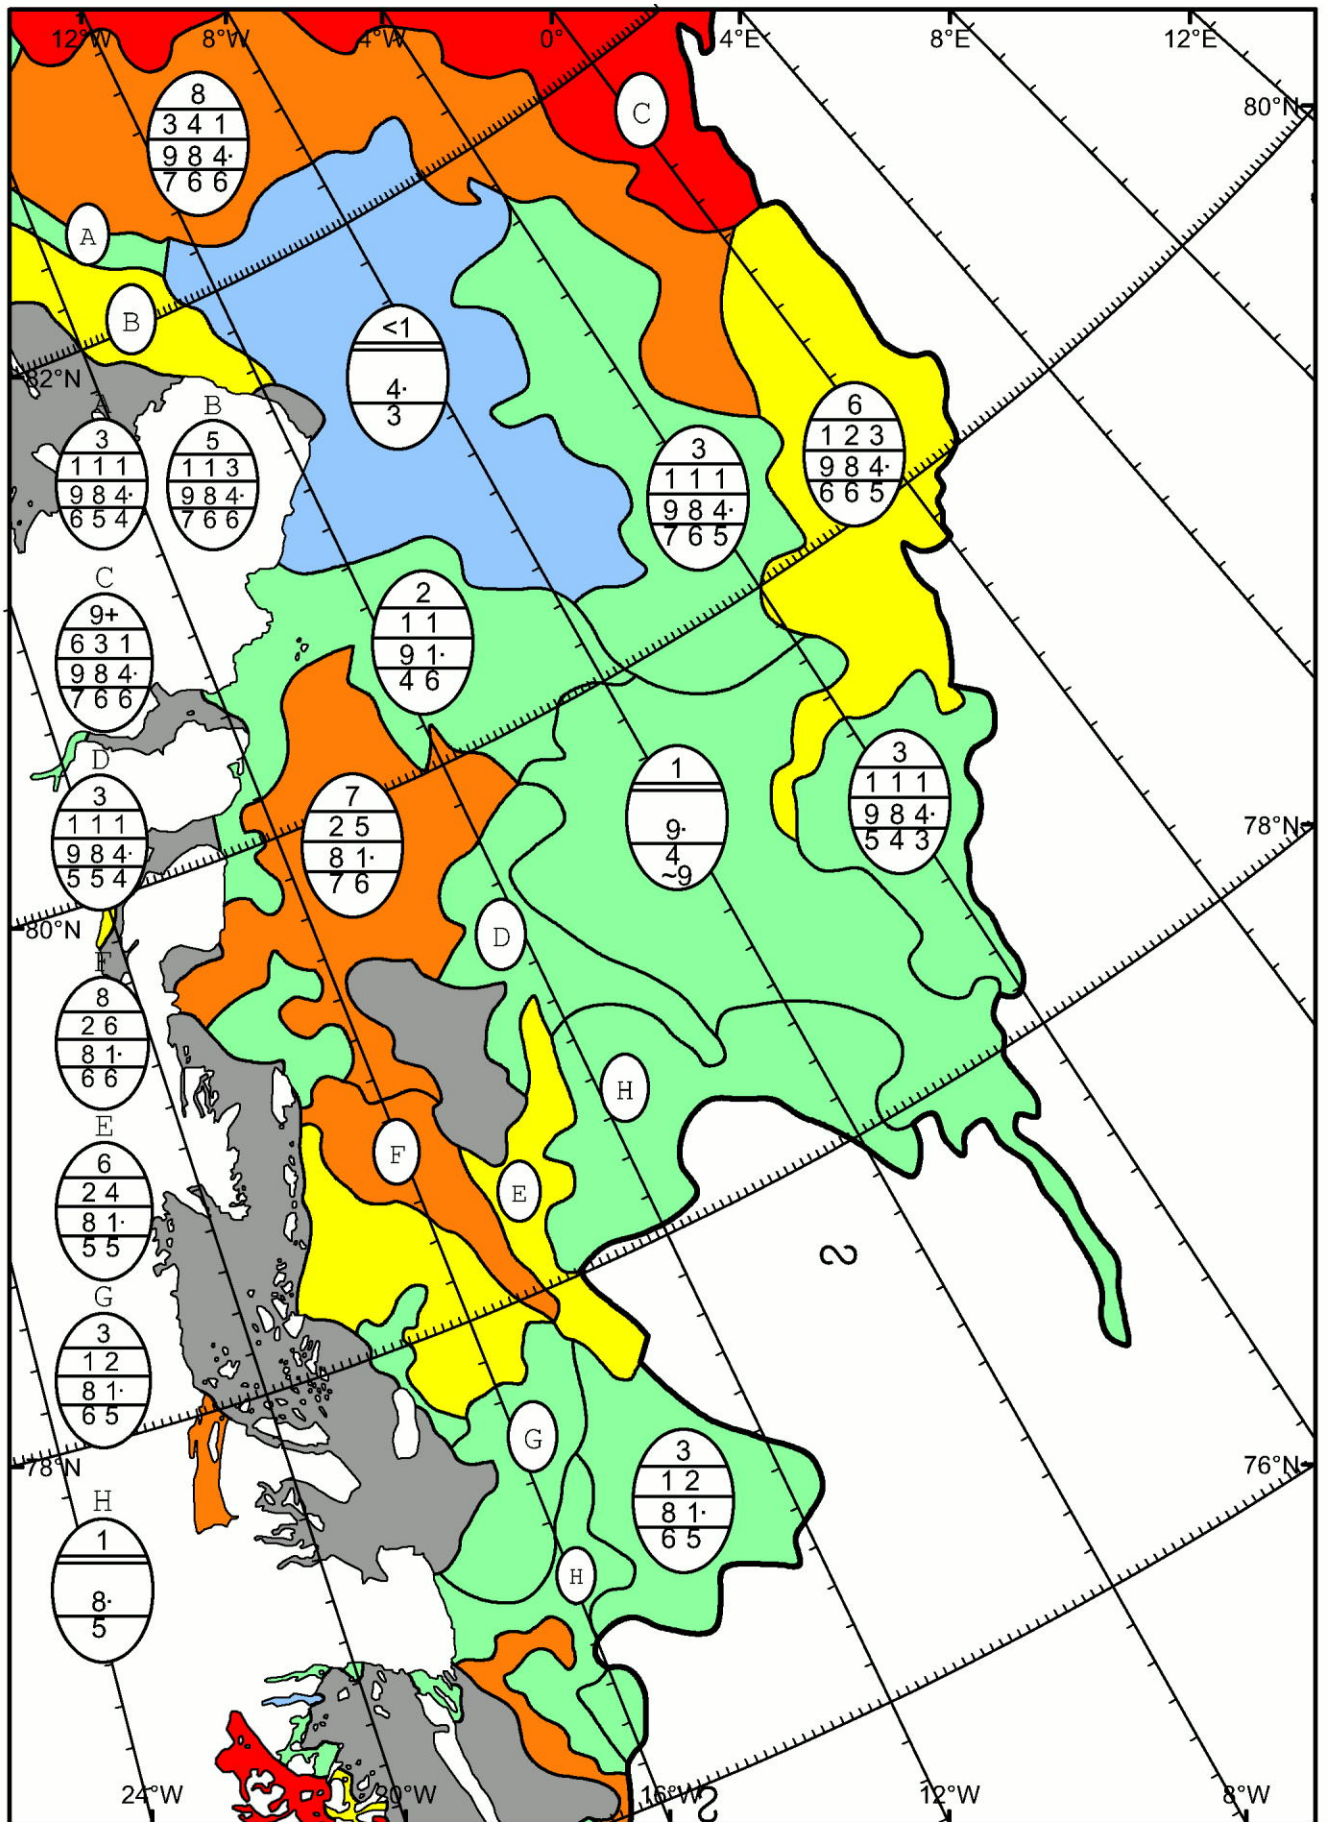 12°W 8°W 4°W 0° 4°E 8°E 12°E
80°N
C
8
3 4 1
9 8 4·
7 6 6
A
B
<1
4·
3
82°N
6
1 2 3
9 8 4·
6 6 5
3
1 1 1
9 8 4·
7 6 5
A
3
1 1 1
9 8 4·
6 5 4
B
5
1 1 3
9 8 4·
7 6 6
C
9+
6 3 1
9 8 4·
7 6 6
2
1 1
9 1·
4 6
D
3
1 1 1
9 8 4·
5 5 4
7
2 5
8 1·
7 6
1
9·
4
~9
3
1 1 1
9 8 4·
5 4 3
78°N
80°N
D
F
8
2 6
8 1·
6 6
H
F
E
E
6
2 4
8 1·
5 5
G
3
1 2
8 1·
6 5
G
3
1 2
8 1·
6 5
78°N
76°N
H
1
8·
5
H
24°W 20°W 16°W 12°W 8°W